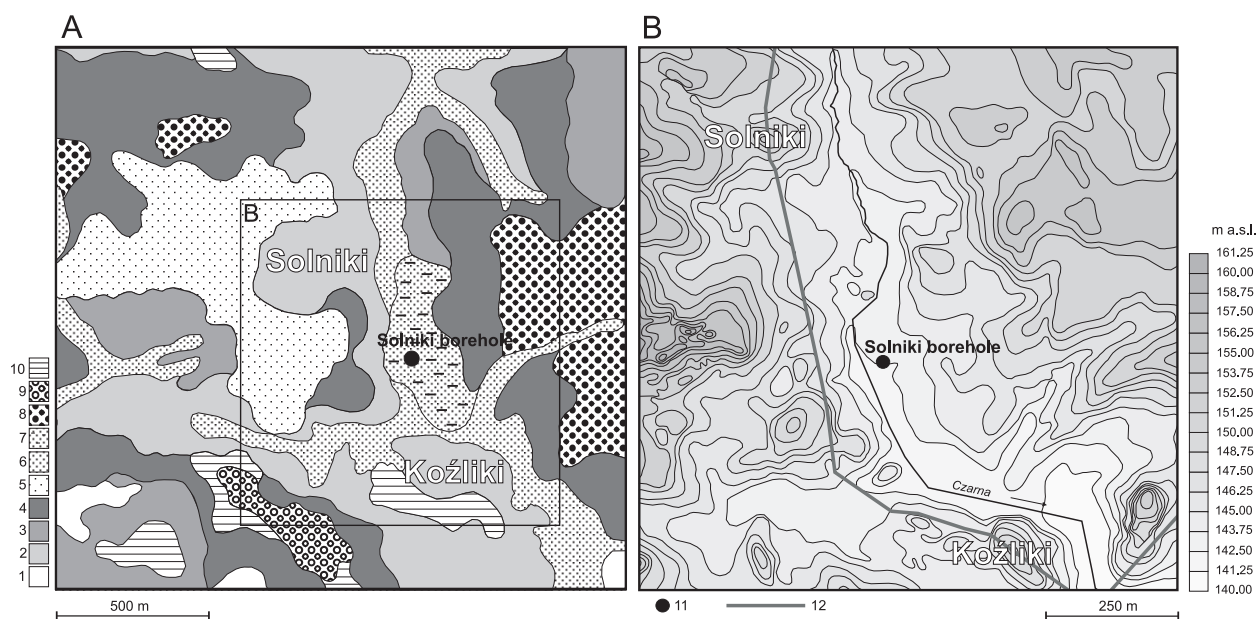 A
B
B
Solniki
Solniki borehole
Koźliki
10
9
8
7
6
5
4
3
2
1
500 m
Solniki
Solniki borehole
Czarna
Koźliki
11
12
250 m
m a.s.l.
161.25
160.00
158.75
157.50
156.25
155.00
153.75
152.50
151.25
150.00
148.75
147.50
146.25
145.00
143.75
142.50
141.25
140.00